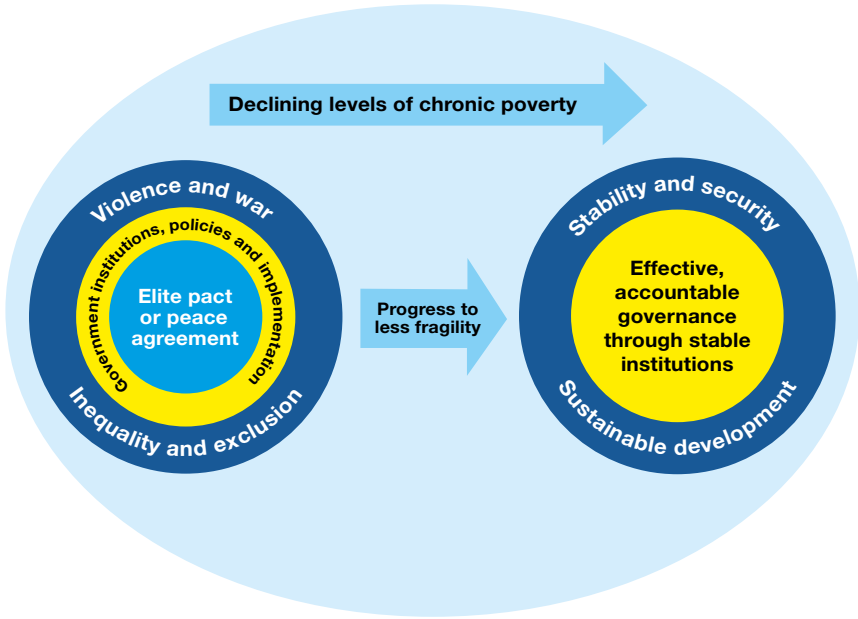 Declining levels of chronic poverty
Violence and war
Government institutions, policies and implementation
Elite pact
or peace
agreement
Inequality and exclusion
Progress to
less fragility
Stability and security
Effective,
accountable
governance
through stable
institutions
Sustainable development